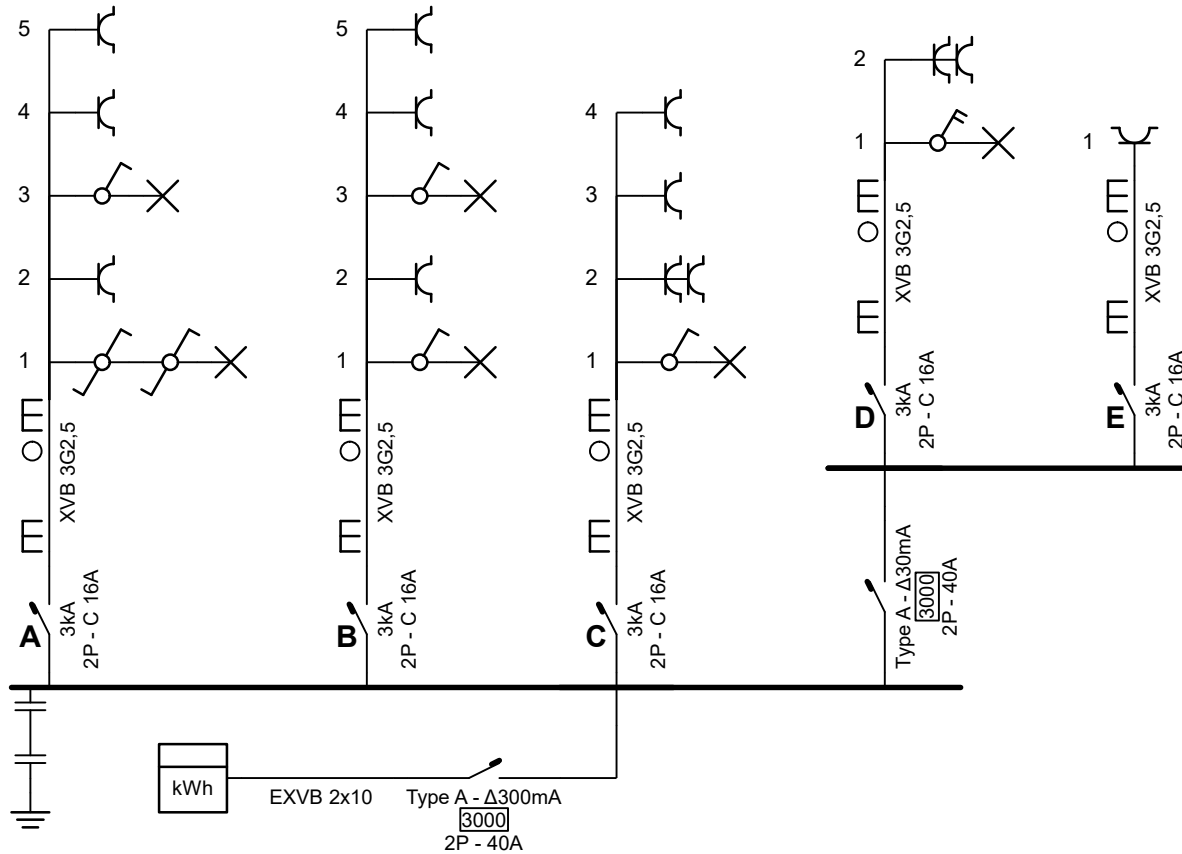 5
4
3
2
1
XVB 3G2,5
A
3kA
2P - C 16A
5
4
3
2
1
XVB 3G2,5
B
3kA
2P - C 16A
4
3
2
1
XVB 3G2,5
C
3kA
2P - C 16A
2
1
XVB 3G2,5
D
3kA
2P - C 16A
1
XVB 3G2,5
E
3kA
2P - C 16A
Type A - Δ30mA
3000
2P - 40A
kWh
EXVB 2x10
Type A - Δ300mA
3000
2P - 40A